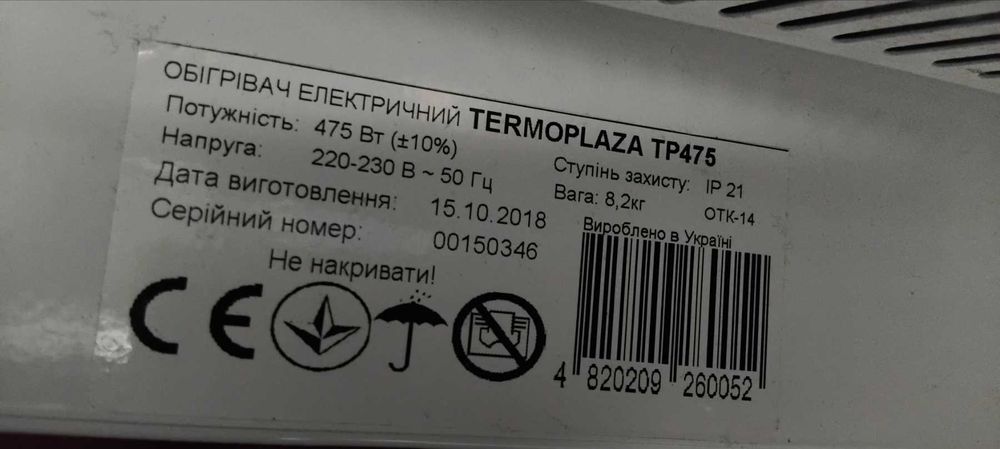 ОБІГРІВАЧ ЕЛЕКТРИЧНИЙ TERMOPLAZA TP475
Потужність: 475 Вт (±10%)
Ступінь захисту: IP 21
Напруга: 220-230 В ~ 50 Гц
Вага: 8,2кг ОТК-14
Дата виготовлення: 15.10.2018
Вироблено в Україні
Серійний номер: 00150346
Не накривати!
CE
4 820209 260052